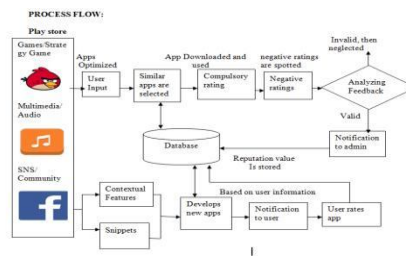 PROCESS FLOW:
Play store
Games/Strate
gy Game
Multimedia/
Audio
SNS/
Community
Apps
Optimized
User
Input
Similar
apps are
selected
App Downloaded and
used
Compulsory
rating
negative ratings
are spotted
Negative
ratings
Invalid, then
neglected
Analyzing
Feedback
Valid
Notification
to admin
Reputation value
Is stored
Database
Contextual
Features
Snippets
Develops
new apps
Based on user information
Notification
to user
User rates
app